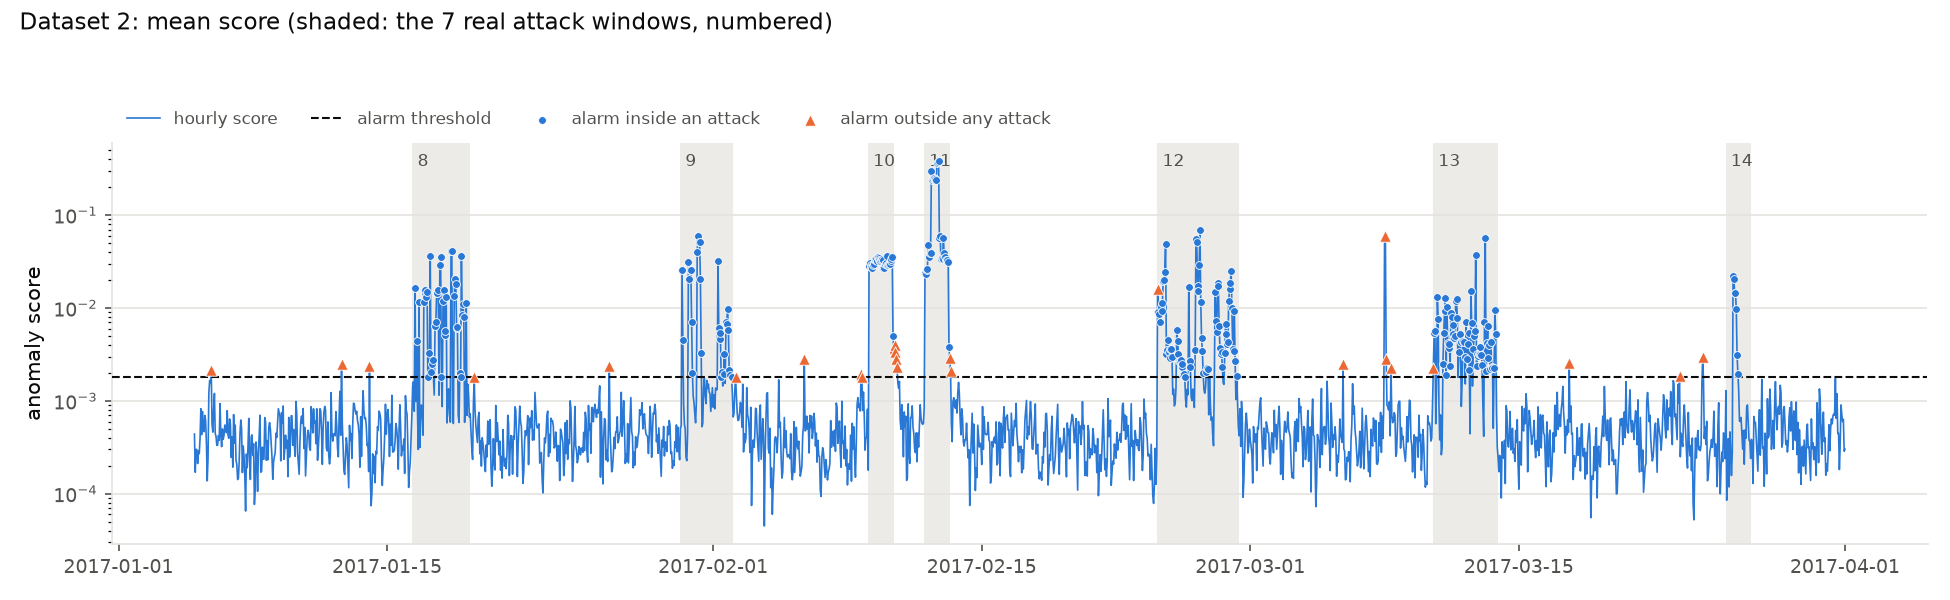 Dataset 2: mean score (shaded: the 7 real attack windows, numbered)
hourly score alarm threshold alarm inside an attack alarm outside any attack
8 9 10 11 12 13 14
anomaly score
10⁻¹
10⁻²
10⁻³
10⁻⁴
2017-01-01 2017-01-15 2017-02-01 2017-02-15 2017-03-01 2017-03-15 2017-04-01